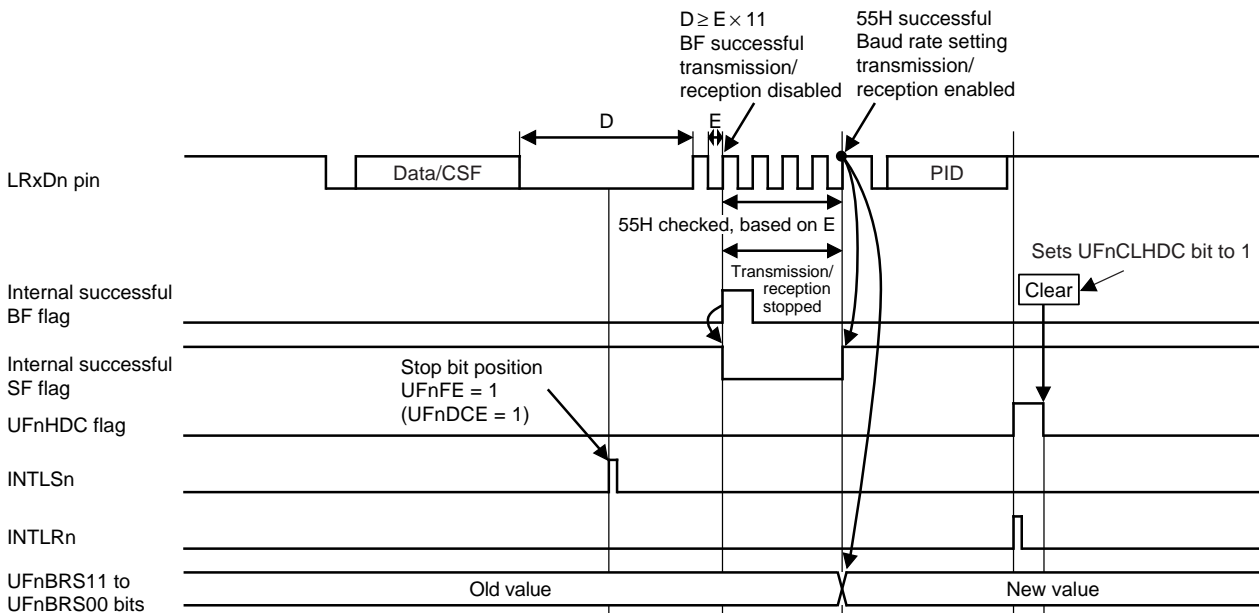 D ≥ E × 11
BF successful
transmission/
reception disabled
55H successful
Baud rate setting
transmission/
reception enabled
D
E
LRxDn pin
Data/CSF
PID
55H checked, based on E
Sets UFnCLHDC bit to 1
Transmission/
reception
stopped
Clear
Internal successful
BF flag
Internal successful
SF flag
Stop bit position
UFnFE = 1
(UFnDCE = 1)
UFnHDC flag
INTLSn
INTLRn
UFnBRS11 to
UFnBRS00 bits
Old value
New value